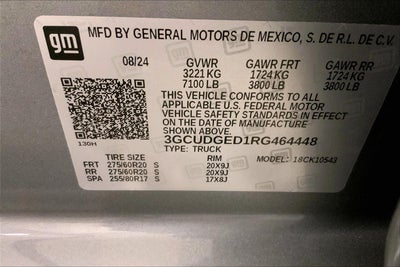 gm
MFD BY GENERAL MOTORS DE MEXICO, S. DE R.L. DE C.V.
08/24 GVWR GAWR FRT GAWR RR
3221 KG 1724 KG 1724 KG
7100 LB 3800 LB 3800 LB
THIS VEHICLE CONFORMS TO ALL
APPLICABLE U.S. FEDERAL MOTOR
VEHICLE SAFETY STANDARDS IN EFFECT
ON THE DATE OF MANUFACTURE
SHOWN ABOVE.
3GCUDGED1RG464448
130H TYPE: TRUCK
TIRE SIZE RIM MODEL: 18CK10543
FRT 275/60R20 S 20X9J
RR 275/60R20 S 20X9J
SPA 255/80R17 S 17X8J